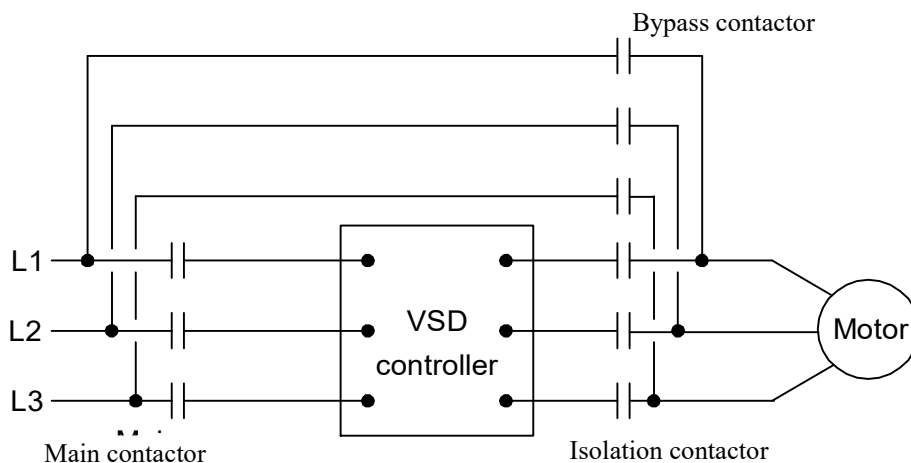 Bypass contactor
L1
L2
VSD
controller
Motor
L3
Main contactor
Isolation contactor